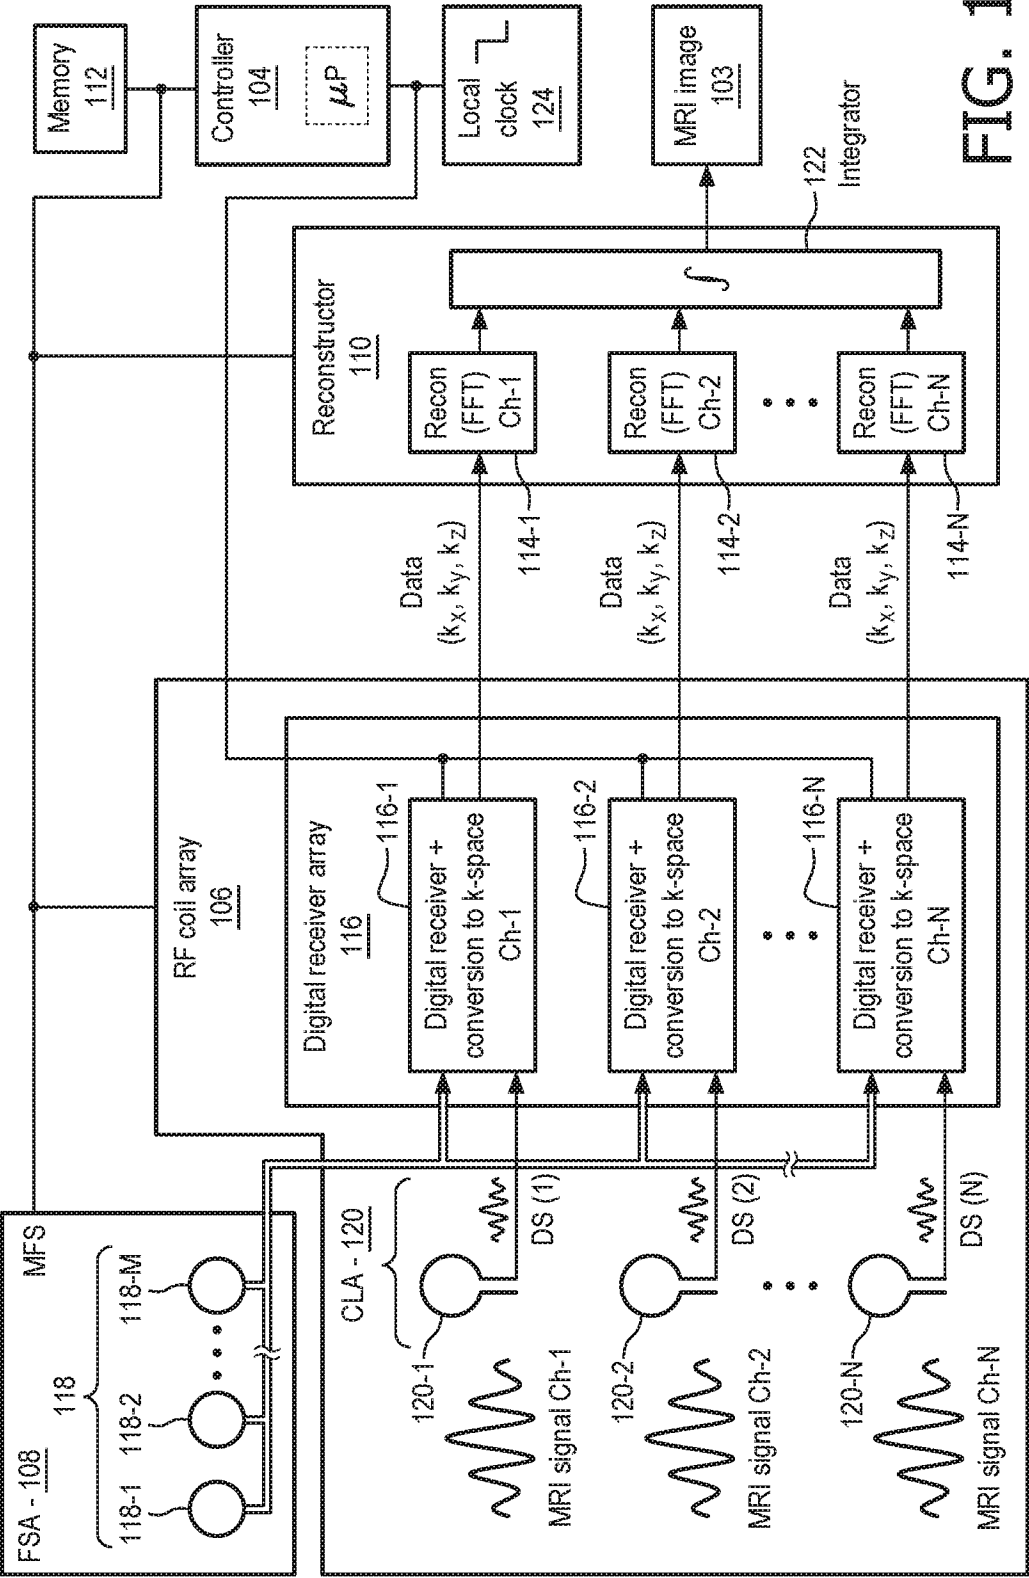 FSA - 108
118
118-1
118-2
118-M
MFS
Memory
112
Controller
104
μP
Local
clock
124
MRI image
103
RF coil array
106
Digital receiver array
116
Reconstructor
110
CLA - 120
120-1
MRI signal Ch-1
DS (1)
116-1
Digital receiver +
conversion to k-space
Ch-1
Data
(kx, ky, kz)
114-1
Recon
(FFT)
Ch-1
120-2
MRI signal Ch-2
DS (2)
116-2
Digital receiver +
conversion to k-space
Ch-2
Data
(kx, ky, kz)
114-2
Recon
(FFT)
Ch-2
120-N
MRI signal Ch-N
DS (N)
116-N
Digital receiver +
conversion to k-space
Ch-N
Data
(kx, ky, kz)
114-N
Recon
(FFT)
Ch-N
∫
122
Integrator
FIG. 1